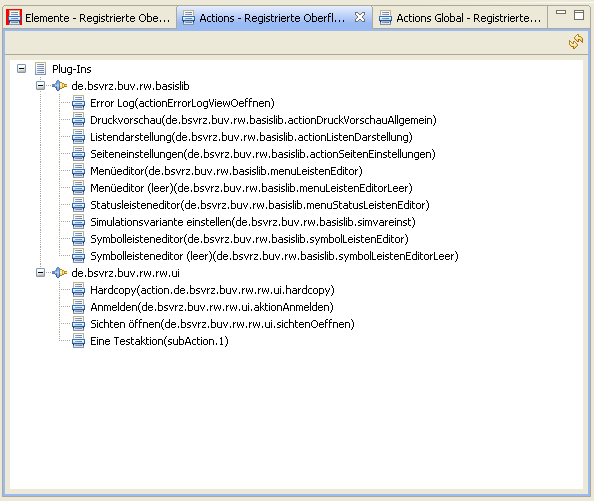 Elemente - Registrierte Obe...
Actions - Registrierte Oberfl...
Actions Global - Registrierte...
Plug-Ins
de.bsvrz.buv.rw.basislib
Error Log(actionErrorLogViewOeffnen)
Druckvorschau(de.bsvrz.buv.rw.basislib.actionDruckVorschauAllgemein)
Listendarstellung(de.bsvrz.buv.rw.basislib.actionListenDarstellung)
Seiteneinstellungen(de.bsvrz.buv.rw.basislib.actionSeitenEinstellungen)
Menüeditor(de.bsvrz.buv.rw.basislib.menuLeistenEditor)
Menüeditor (leer)(de.bsvrz.buv.rw.basislib.menuLeistenEditorLeer)
Statusleisteneditor(de.bsvrz.buv.rw.basislib.menuStatusLeistenEditor)
Simulationsvariante einstellen(de.bsvrz.buv.rw.basislib.simvareinst)
Symbolleisteneditor(de.bsvrz.buv.rw.basislib.symbolLeistenEditor)
Symbolleisteneditor (leer)(de.bsvrz.buv.rw.basislib.symbolLeistenEditorLeer)
de.bsvrz.buv.rw.rw.ui
Hardcopy(action.de.bsvrz.buv.rw.rw.ui.hardcopy)
Anmelden(de.bsvrz.buv.rw.rw.ui.aktionAnmelden)
Sichten öffnen(de.bsvrz.buv.rw.rw.ui.sichtenOeffnen)
Eine Testaktion(subAction.1)